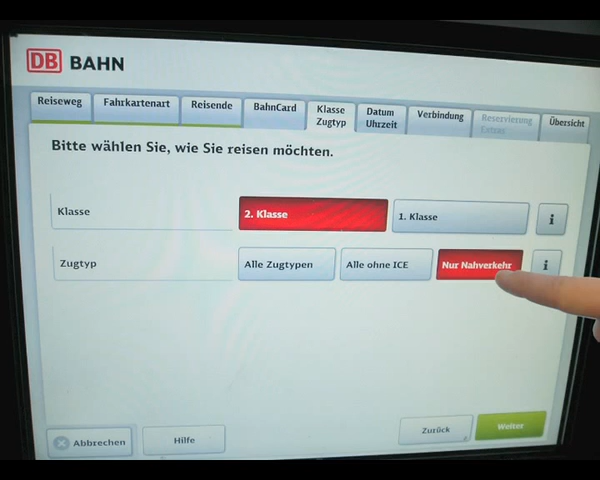 DB BAHN
Reiseweg
Fahrkartenart
Reisende
BahnCard
Klasse
Zugtyp
Datum
Uhrzeit
Verbindung
Reservierung
Extras
Übersicht
Bitte wählen Sie, wie Sie reisen möchten.
Klasse
2. Klasse
1. Klasse
i
Zugtyp
Alle Zugtypen
Alle ohne ICE
Nur Nahverkehr
i
Abbrechen
Hilfe
Zurück
Weiter